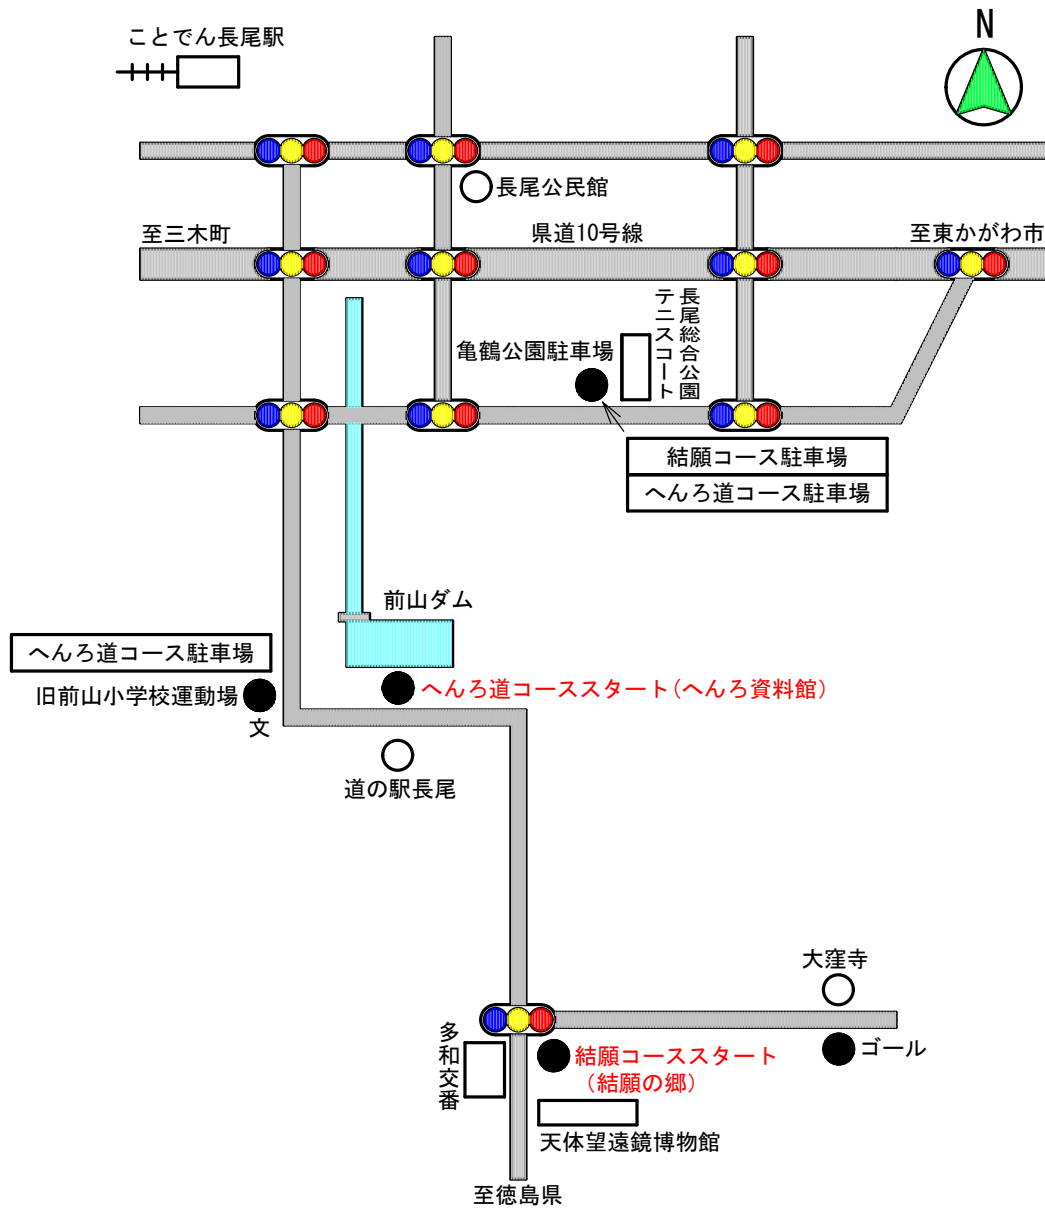 ことでん長尾駅
N
長尾公民館
至三木町
県道10号線
至東かがわ市
長尾総合公園
テニスコート
亀鶴公園駐車場
結願コース駐車場
へんろ道コース駐車場
前山ダム
へんろ道コース駐車場
旧前山小学校運動場
文
へんろ道コーススタート(へんろ資料館)
道の駅長尾
大窪寺
多和交番
結願コーススタート
(結願の郷)
ゴール
天体望遠鏡博物館
至徳島県